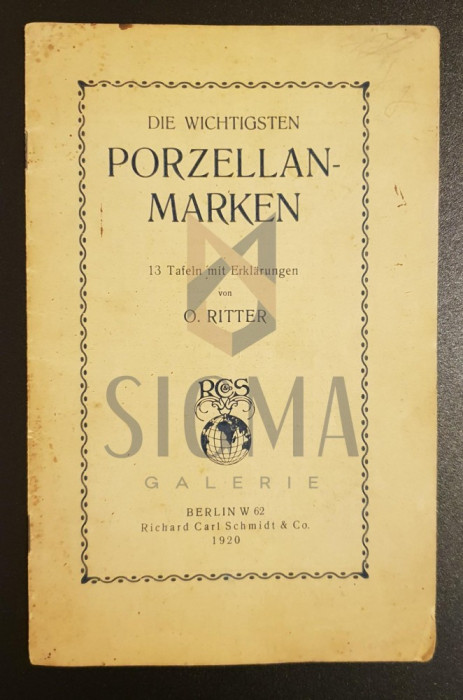 DIE WICHTIGSTEN
PORZELLAN-
MARKEN
13 Tafeln mit Erklärungen
von
O. RITTER
RC&S
SIGMA
GALERIE
BERLIN W 62
Richard Carl Schmidt & Co.
1920